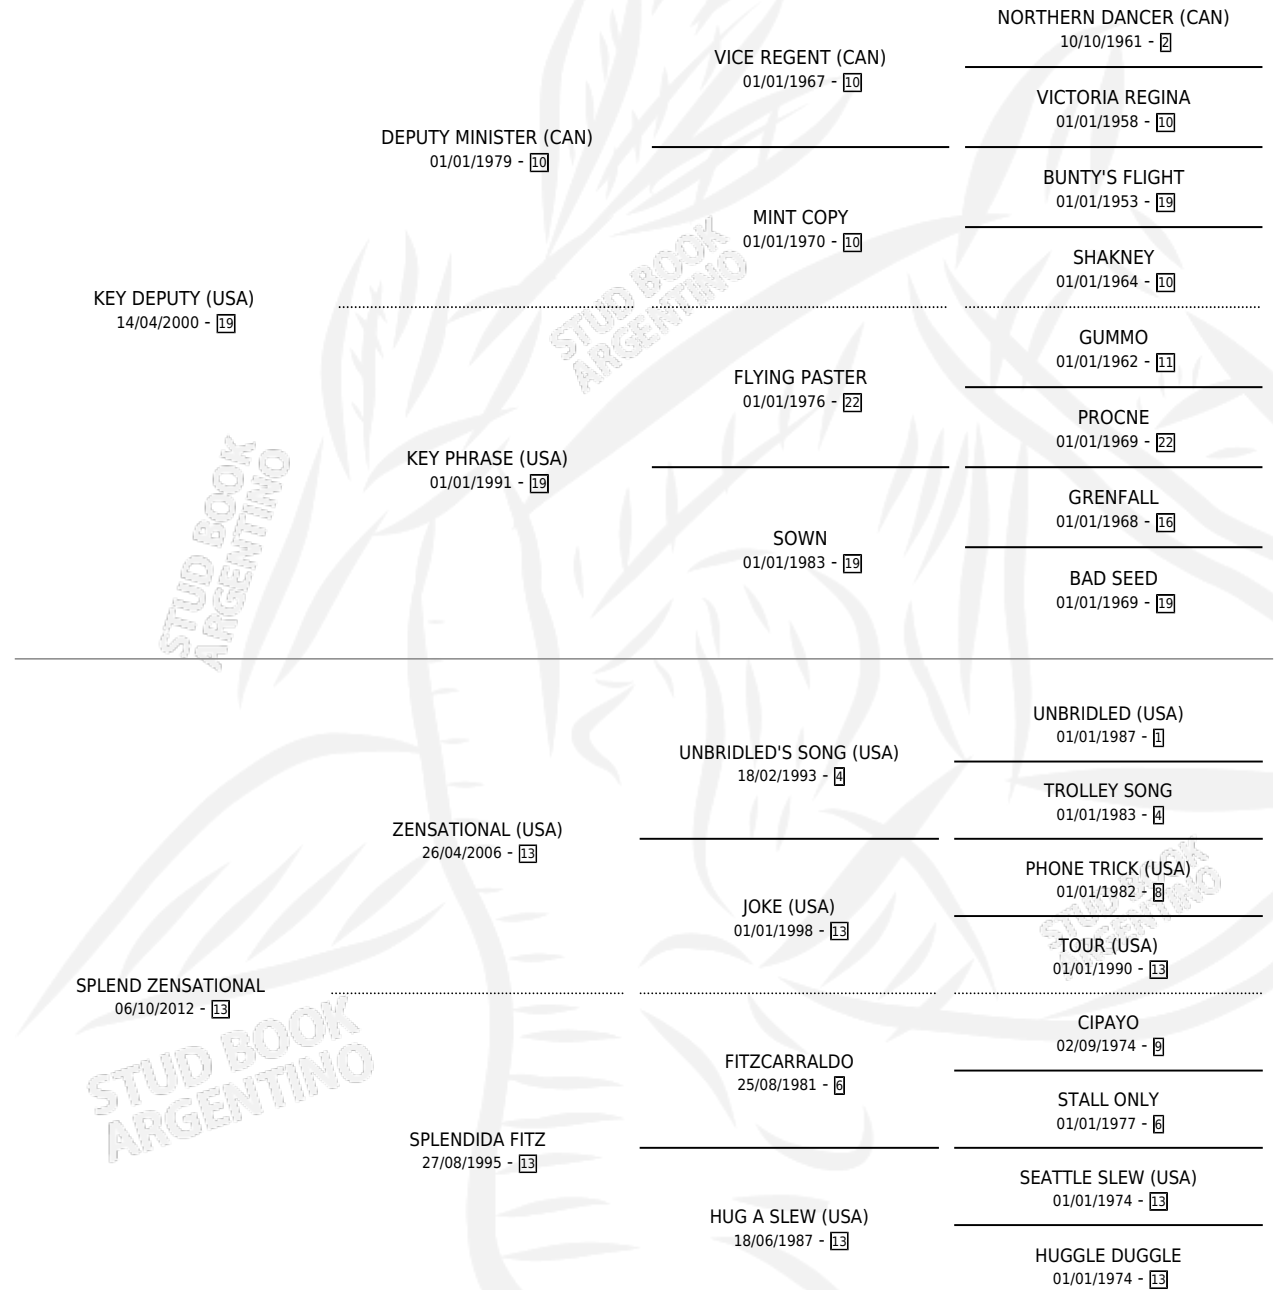 NORTHERN DANCER (CAN)
10/10/1961 - 2
VICE REGENT (CAN)
01/01/1967 - 10
VICTORIA REGINA
01/01/1958 - 10
DEPUTY MINISTER (CAN)
01/01/1979 - 10
BUNTY'S FLIGHT
01/01/1953 - 19
MINT COPY
01/01/1970 - 10
SHAKNEY
01/01/1964 - 10
KEY DEPUTY (USA)
14/04/2000 - 19
GUMMO
01/01/1962 - 11
FLYING PASTER
01/01/1976 - 22
PROCNE
01/01/1969 - 22
KEY PHRASE (USA)
01/01/1991 - 19
GRENFALL
01/01/1968 - 16
SOWN
01/01/1983 - 19
BAD SEED
01/01/1969 - 19
UNBRIDLED (USA)
01/01/1987 - 1
UNBRIDLED'S SONG (USA)
18/02/1993 - 4
TROLLEY SONG
01/01/1983 - 4
ZENSATIONAL (USA)
26/04/2006 - 13
PHONE TRICK (USA)
01/01/1982 - 8
JOKE (USA)
01/01/1998 - 13
TOUR (USA)
01/01/1990 - 13
SPLEND ZENSATIONAL
06/10/2012 - 13
CIPAYO
02/09/1974 - 9
FITZCARRALDO
25/08/1981 - 6
STALL ONLY
01/01/1977 - 6
SPLENDIDA FITZ
27/08/1995 - 13
SEATTLE SLEW (USA)
01/01/1974 - 13
HUG A SLEW (USA)
18/06/1987 - 13
HUGGLE DUGGLE
01/01/1974 - 13
STUD BOOK
ARGENTINO
STUD BOOK
ARGENTINO
STUD BOOK
ARGENTINO
STUD BOOK
ARGENTINO